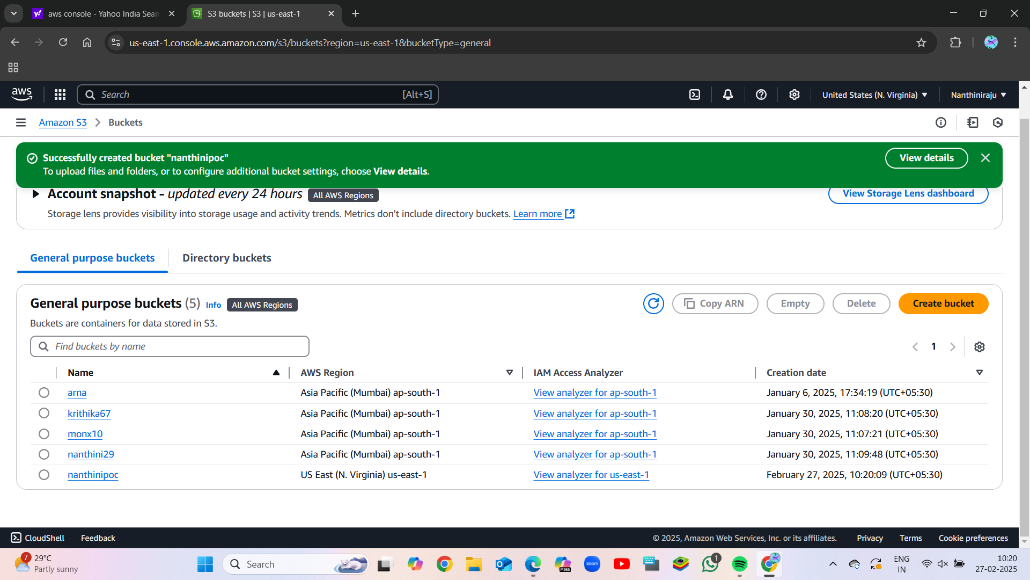 aws console - Yahoo India Sear
S3 buckets | S3 | us-east-1
us-east-1.console.aws.amazon.com/s3/buckets?region=us-east-1&bucketType=general
aws
Search
[Alt+S]
United States (N. Virginia)
Nanthiniraju
Amazon S3
Buckets
Successfully created bucket "nanthinipoc"
To upload files and folders, or to configure additional bucket settings, choose View details.
View details
Account snapshot - updated every 24 hours
All AWS Regions
View Storage Lens dashboard
Storage lens provides visibility into storage usage and activity trends. Metrics don't include directory buckets. Learn more
General purpose buckets
Directory buckets
General purpose buckets (5) Info All AWS Regions
Copy ARN
Empty
Delete
Create bucket
Buckets are containers for data stored in S3.
Find buckets by name
1
Name AWS Region IAM Access Analyzer Creation date
arna Asia Pacific (Mumbai) ap-south-1 View analyzer for ap-south-1 January 6, 2025, 17:34:19 (UTC+05:30)
krithika67 Asia Pacific (Mumbai) ap-south-1 View analyzer for ap-south-1 January 30, 2025, 11:08:20 (UTC+05:30)
monx10 Asia Pacific (Mumbai) ap-south-1 View analyzer for ap-south-1 January 30, 2025, 11:07:21 (UTC+05:30)
nanthini29 Asia Pacific (Mumbai) ap-south-1 View analyzer for ap-south-1 January 30, 2025, 11:09:48 (UTC+05:30)
nanthinipoc US East (N. Virginia) us-east-1 View analyzer for us-east-1 February 27, 2025, 10:20:09 (UTC+05:30)
CloudShell
Feedback
© 2025, Amazon Web Services, Inc. or its affiliates.
Privacy
Terms
Cookie preferences
7
29°C
Partly sunny
Search
zoom
1
ENG
IN
10:20
27-02-2025